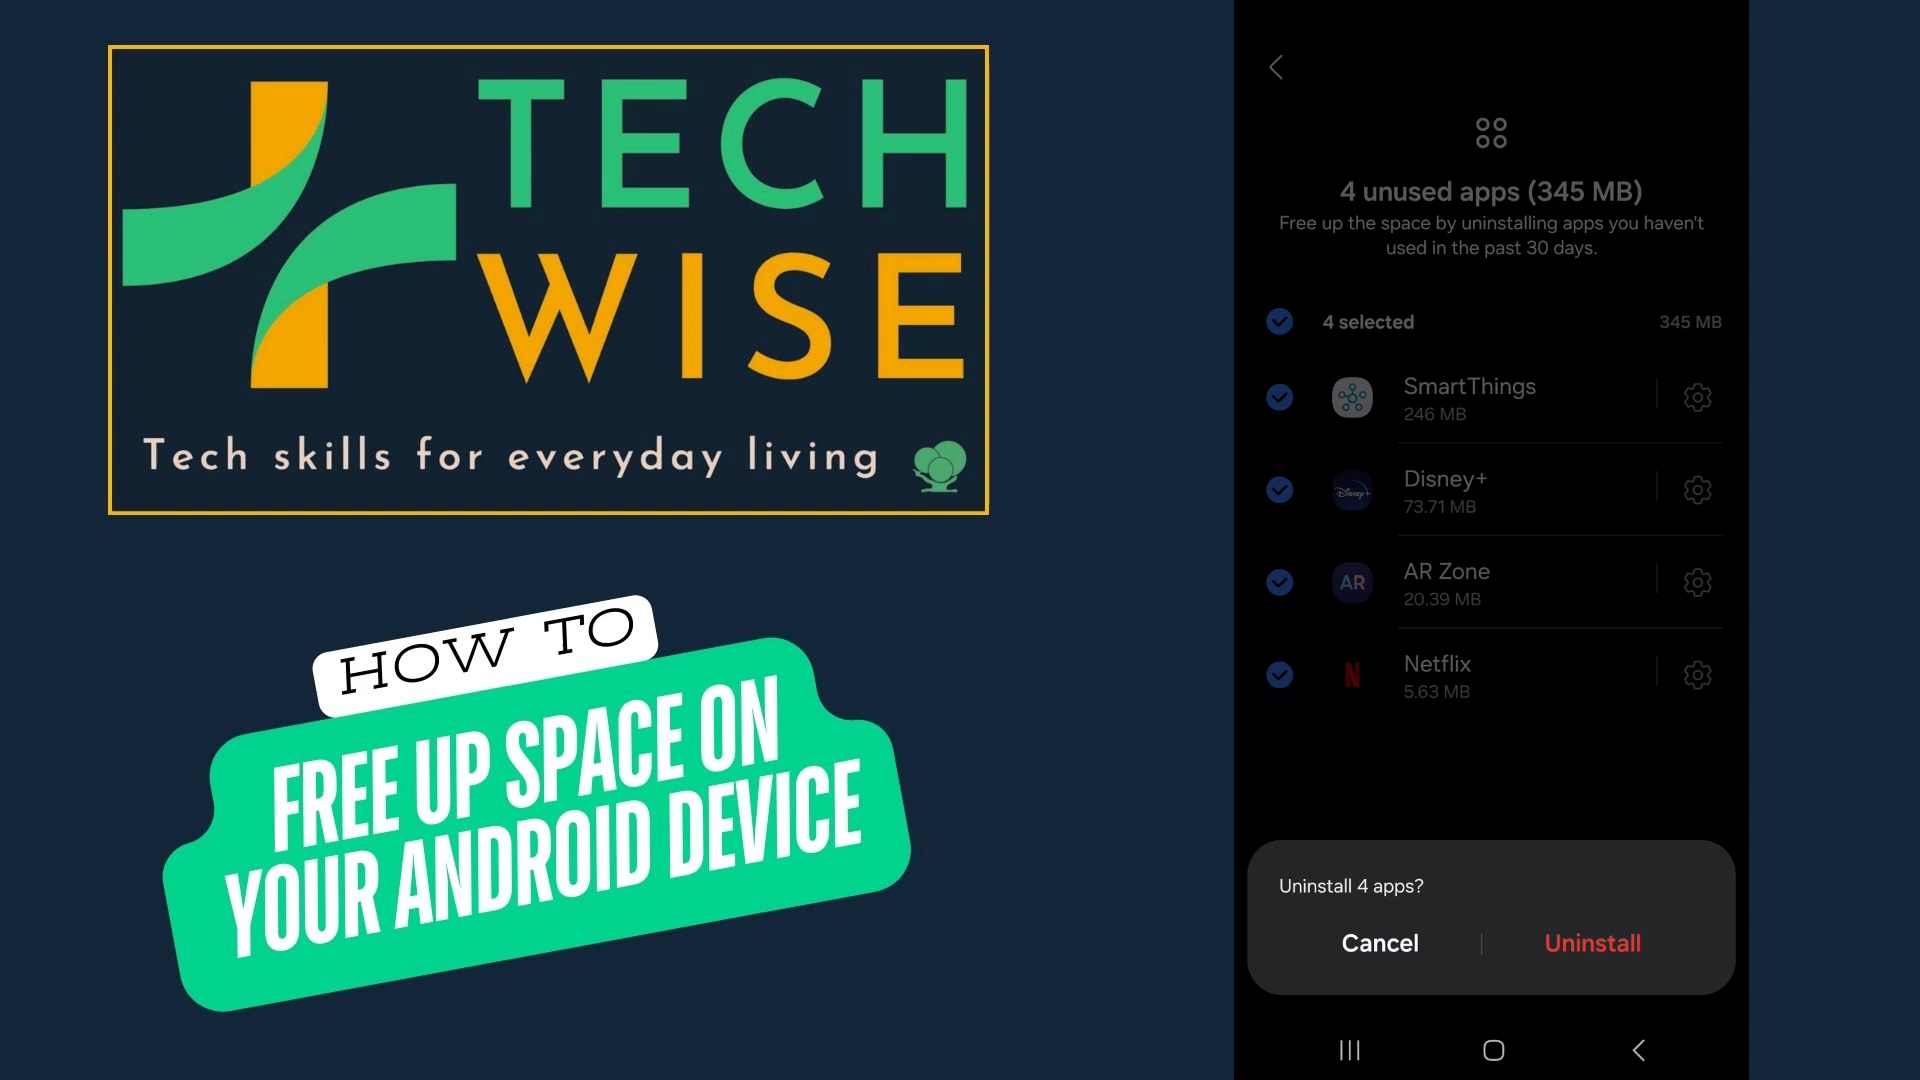 TECH
WISE
Tech skills for everyday living
HOW TO
FREE UP SPACE ON
YOUR ANDROID DEVICE
4 unused apps (345 MB)
Free up the space by uninstalling apps you haven't
used in the past 30 days.
4 selected 345 MB
SmartThings
246 MB
Disney+
Disney+
73.71 MB
AR
AR Zone
20.39 MB
N
Netflix
5.63 MB
Uninstall 4 apps?
Cancel Uninstall